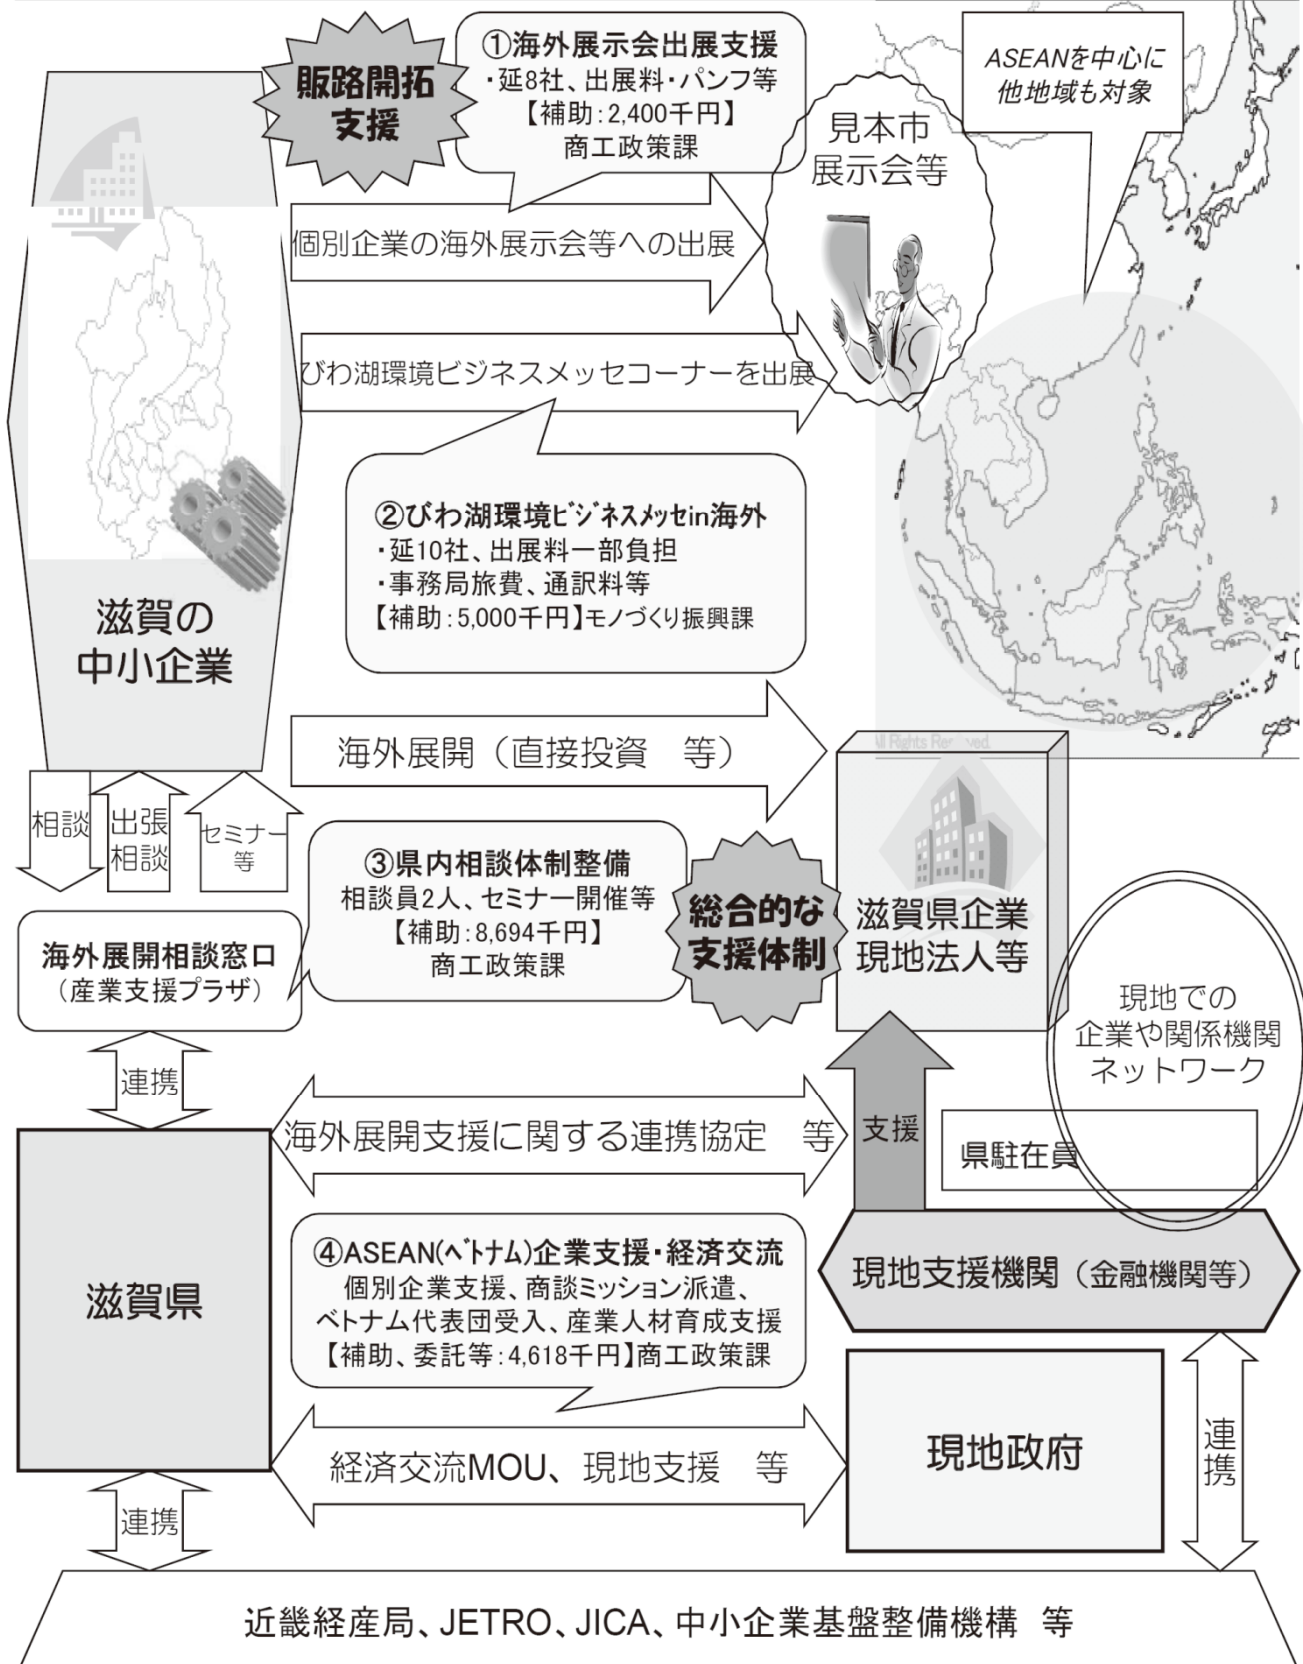 販路開拓
支援
①海外展示会出展支援
・延8社、出展料・パンフ等
【補助：2,400千円】
商工政策課
ASEANを中心に
他地域も対象
見本市
展示会等
個別企業の海外展示会等への出展
びわ湖環境ビジネスメッセコーナーを出展
②びわ湖環境ﾋﾞｼﾞﾈｽﾒｯｾin海外
・延10社、出展料一部負担
・事務局旅費、通訳料等
【補助：5,000千円】モノづくり振興課
滋賀の
中小企業
海外展開（直接投資　等）
All Rights Reserved.
相談
出張
相談
セミナー
等
③県内相談体制整備
相談員2人、セミナー開催等
【補助：8,694千円】
商工政策課
総合的な
支援体制
滋賀県企業
現地法人等
海外展開相談窓口
（産業支援プラザ）
現地での
企業や関係機関
ネットワーク
連携
海外展開支援に関する連携協定　等
支援
県駐在員
滋賀県
④ASEAN(ﾍﾞﾄﾅﾑ)企業支援・経済交流
個別企業支援、商談ミッション派遣、
ベトナム代表団受入、産業人材育成支援
【補助、委託等：4,618千円】商工政策課
現地支援機関（金融機関等）
経済交流MOU、現地支援　等
現地政府
連携
連携
近畿経産局、JETRO、JICA、中小企業基盤整備機構　等